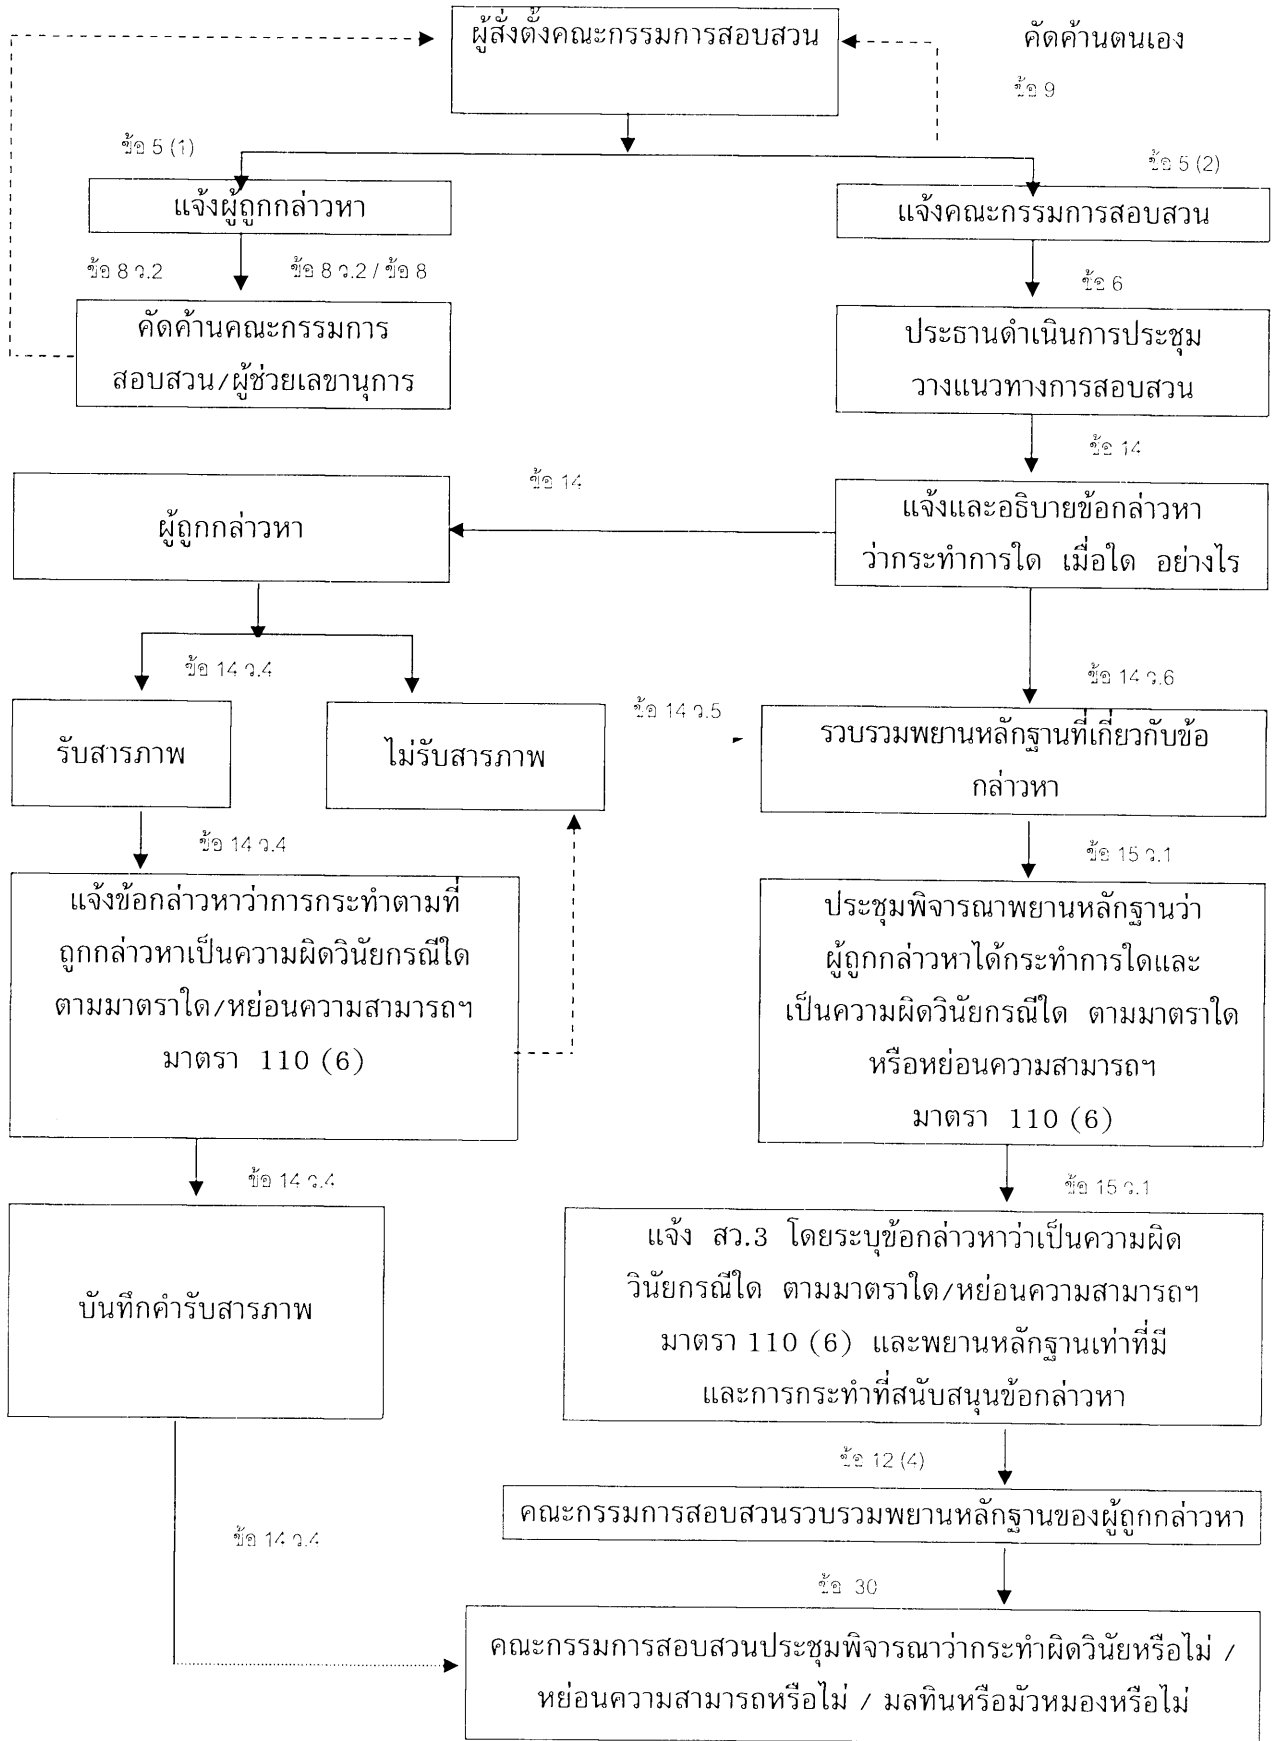 ผู้สั่งตั้งคณะกรรมการสอบสวน
คัดค้านตนเอง
ข้อ 9
ข้อ 5 (1)
ข้อ 5 (2)
แจ้งผู้ถูกกล่าวหา
แจ้งคณะกรรมการสอบสวน
ข้อ 8 ว.2
ข้อ 8 ว.2 / ข้อ 8
ข้อ 6
คัดค้านคณะกรรมการ
สอบสวน/ผู้ช่วยเลขานุการ
ประธานดำเนินการประชุม
วางแนวทางการสอบสวน
ข้อ 14
ข้อ 14
ผู้ถูกกล่าวหา
แจ้งและอธิบายข้อกล่าวหา
ว่ากระทำการใด เมื่อใด อย่างไร
ข้อ 14 ว.4
ข้อ 14 ว.6
ข้อ 14 ว.5
รับสารภาพ
ไม่รับสารภาพ
รวบรวมพยานหลักฐานที่เกี่ยวกับข้อ
กล่าวหา
ข้อ 14 ว.4
ข้อ 15 ว.1
แจ้งข้อกล่าวหาว่าการกระทำตามที่
ถูกกล่าวหาเป็นความผิดวินัยกรณีใด
ตามมาตราใด/หย่อนความสามารถฯ
มาตรา 110 (6)
ประชุมพิจารณาพยานหลักฐานว่า
ผู้ถูกกล่าวหาได้กระทำการใดและ
เป็นความผิดวินัยกรณีใด ตามมาตราใด
หรือหย่อนความสามารถฯ
มาตรา 110 (6)
ข้อ 14 ว.4
ข้อ 15 ว.1
บันทึกคำรับสารภาพ
แจ้ง สว.3 โดยระบุข้อกล่าวหาว่าเป็นความผิด
วินัยกรณีใด ตามมาตราใด/หย่อนความสามารถฯ
มาตรา 110 (6) และพยานหลักฐานเท่าที่มี
และการกระทำที่สนับสนุนข้อกล่าวหา
ข้อ 12 (4)
คณะกรรมการสอบสวนรวบรวมพยานหลักฐานของผู้ถูกกล่าวหา
ข้อ 14 ว.4
ข้อ 30
คณะกรรมการสอบสวนประชุมพิจารณาว่ากระทำผิดวินัยหรือไม่ /
หย่อนความสามารถหรือไม่ / มลทินหรือมัวหมองหรือไม่